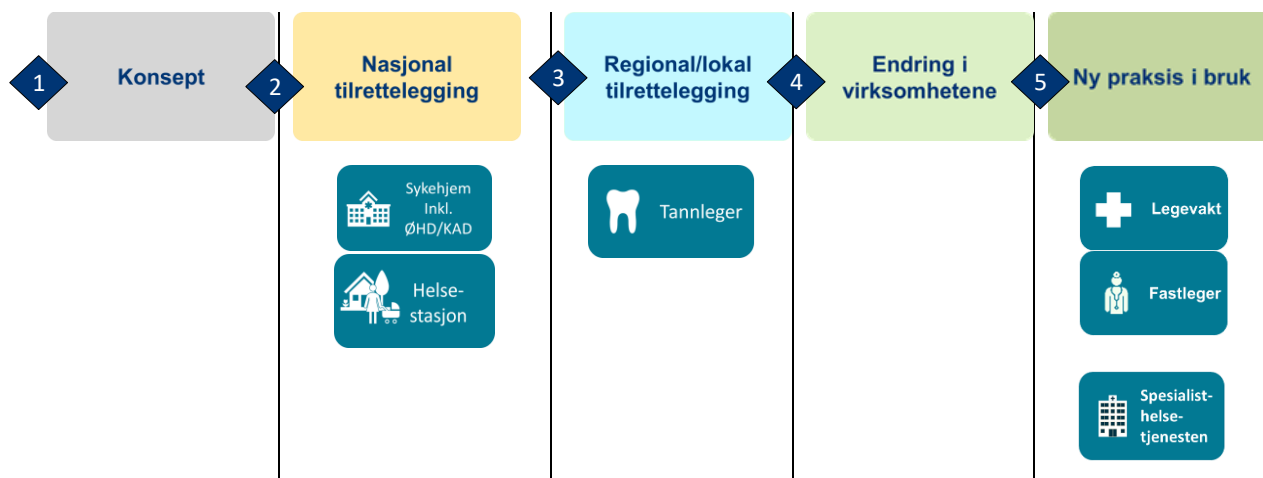 1
Konsept
2
Nasjonal
tilrettelegging
3
Regional/lokal
tilrettelegging
4
Endring i
virksomhetene
5
Ny praksis i bruk
Sykehjem
Inkl.
ØHD/KAD
Helse-
stasjon
Tannleger
Legevakt
Fastleger
Spesialist-
helse-
tjenesten